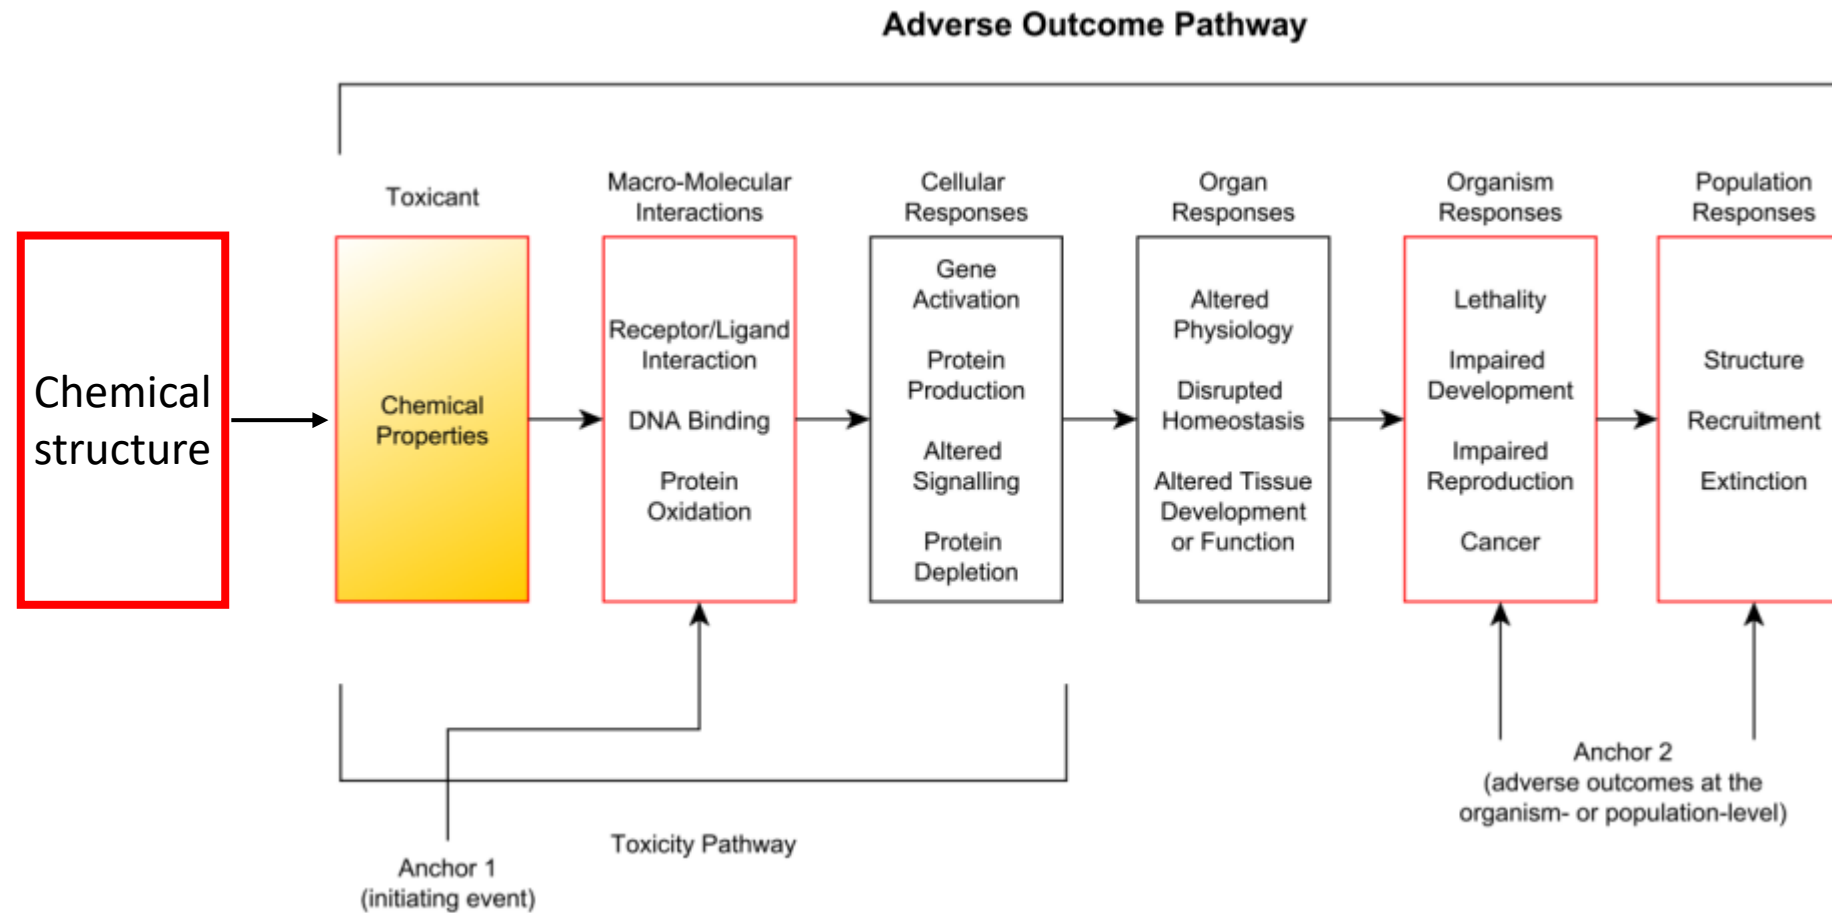 Adverse Outcome Pathway
Toxicant
Macro-Molecular
Interactions
Cellular
Responses
Organ
Responses
Organism
Responses
Population
Responses
Chemical
structure
Chemical
Properties
Receptor/Ligand
Interaction
DNA Binding
Protein
Oxidation
Gene
Activation
Protein
Production
Altered
Signalling
Protein
Depletion
Altered
Physiology
Disrupted
Homeostasis
Altered Tissue
Development
or Function
Lethality
Impaired
Development
Impaired
Reproduction
Cancer
Structure
Recruitment
Extinction
Anchor 1
(initiating event)
Toxicity Pathway
Anchor 2
(adverse outcomes at the
organism- or population-level)